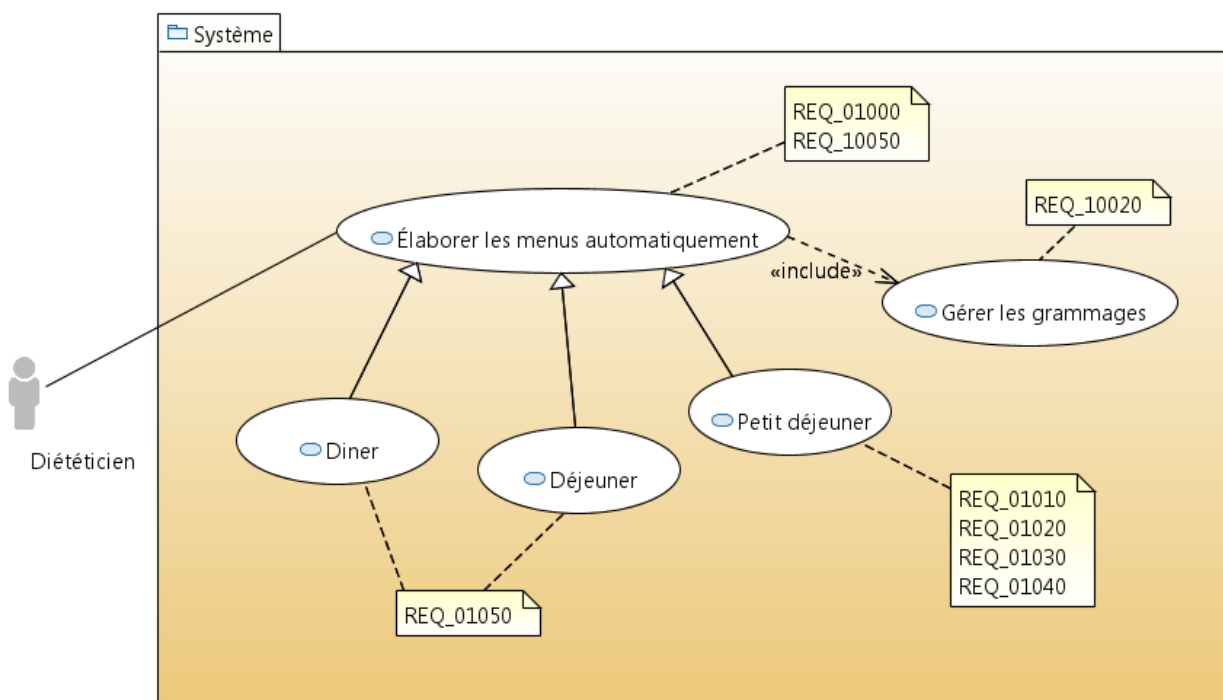 Système
REQ_01000
REQ_10050
REQ_10020
Élaborer les menus automatiquement
«include»
Gérer les grammages
Petit déjeuner
Diner
Déjeuner
Diététicien
REQ_01010
REQ_01020
REQ_01030
REQ_01040
REQ_01050